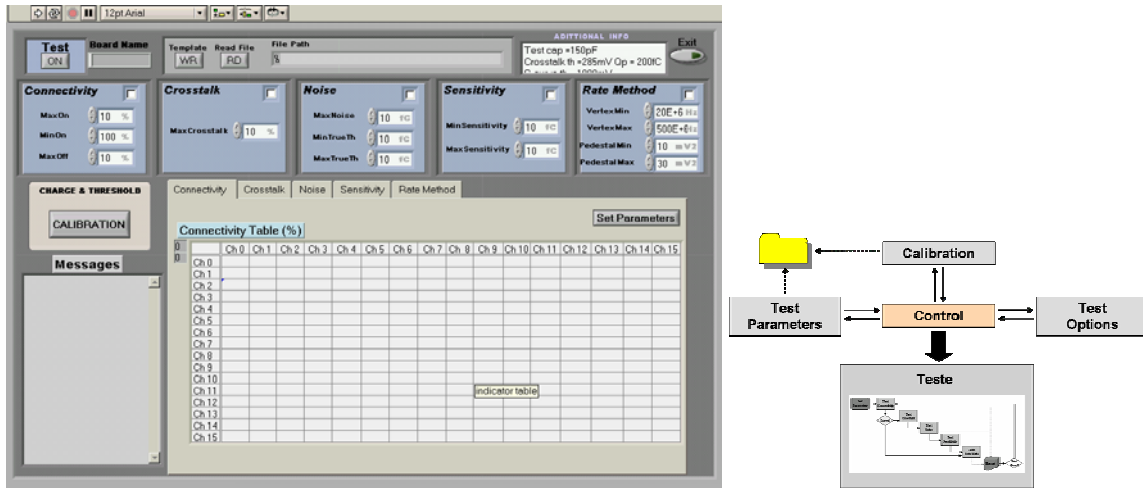 12pt Arial
Test
ON
Board Name
Template
WR
Read File
RD
File Path
ADITTIONAL INFO
Test cap =150pF
Crosstalk th =285mV Qp = 200fC
Exit
Connectivity
MaxOn 10 %
MinOn 100 %
MaxOff 10 %
Crosstalk
MaxCrosstalk 10 %
Noise
MaxNoise 10 fC
MinTrueTh 10 fC
MaxTrueTh 10 fC
Sensitivity
MinSensitivity 10 fC
MaxSensitivity 10 fC
Rate Method
VertexMin 20E+6 Hz
VertexMax 500E+6Hz
PedestalMin 10 mV2
PedestalMax 30 mV2
CHARGE & THRESHOLD
CALIBRATION
Messages
Connectivity Crosstalk Noise Sensitivity Rate Method
Set Parameters
Connectivity Table (%)
0
0
Ch 0 Ch 1 Ch 2 Ch 3 Ch 4 Ch 5 Ch 6 Ch 7 Ch 8 Ch 9 Ch 10 Ch 11 Ch 12 Ch 13 Ch 14 Ch 15
Ch 0
Ch 1
Ch 2
Ch 3
Ch 4
Ch 5
Ch 6
Ch 7
Ch 8
Ch 9
Ch 10
Ch 11
Ch 12
Ch 13
Ch 14
Ch 15
indicator table
Calibration
Test
Parameters
Control
Test
Options
Teste